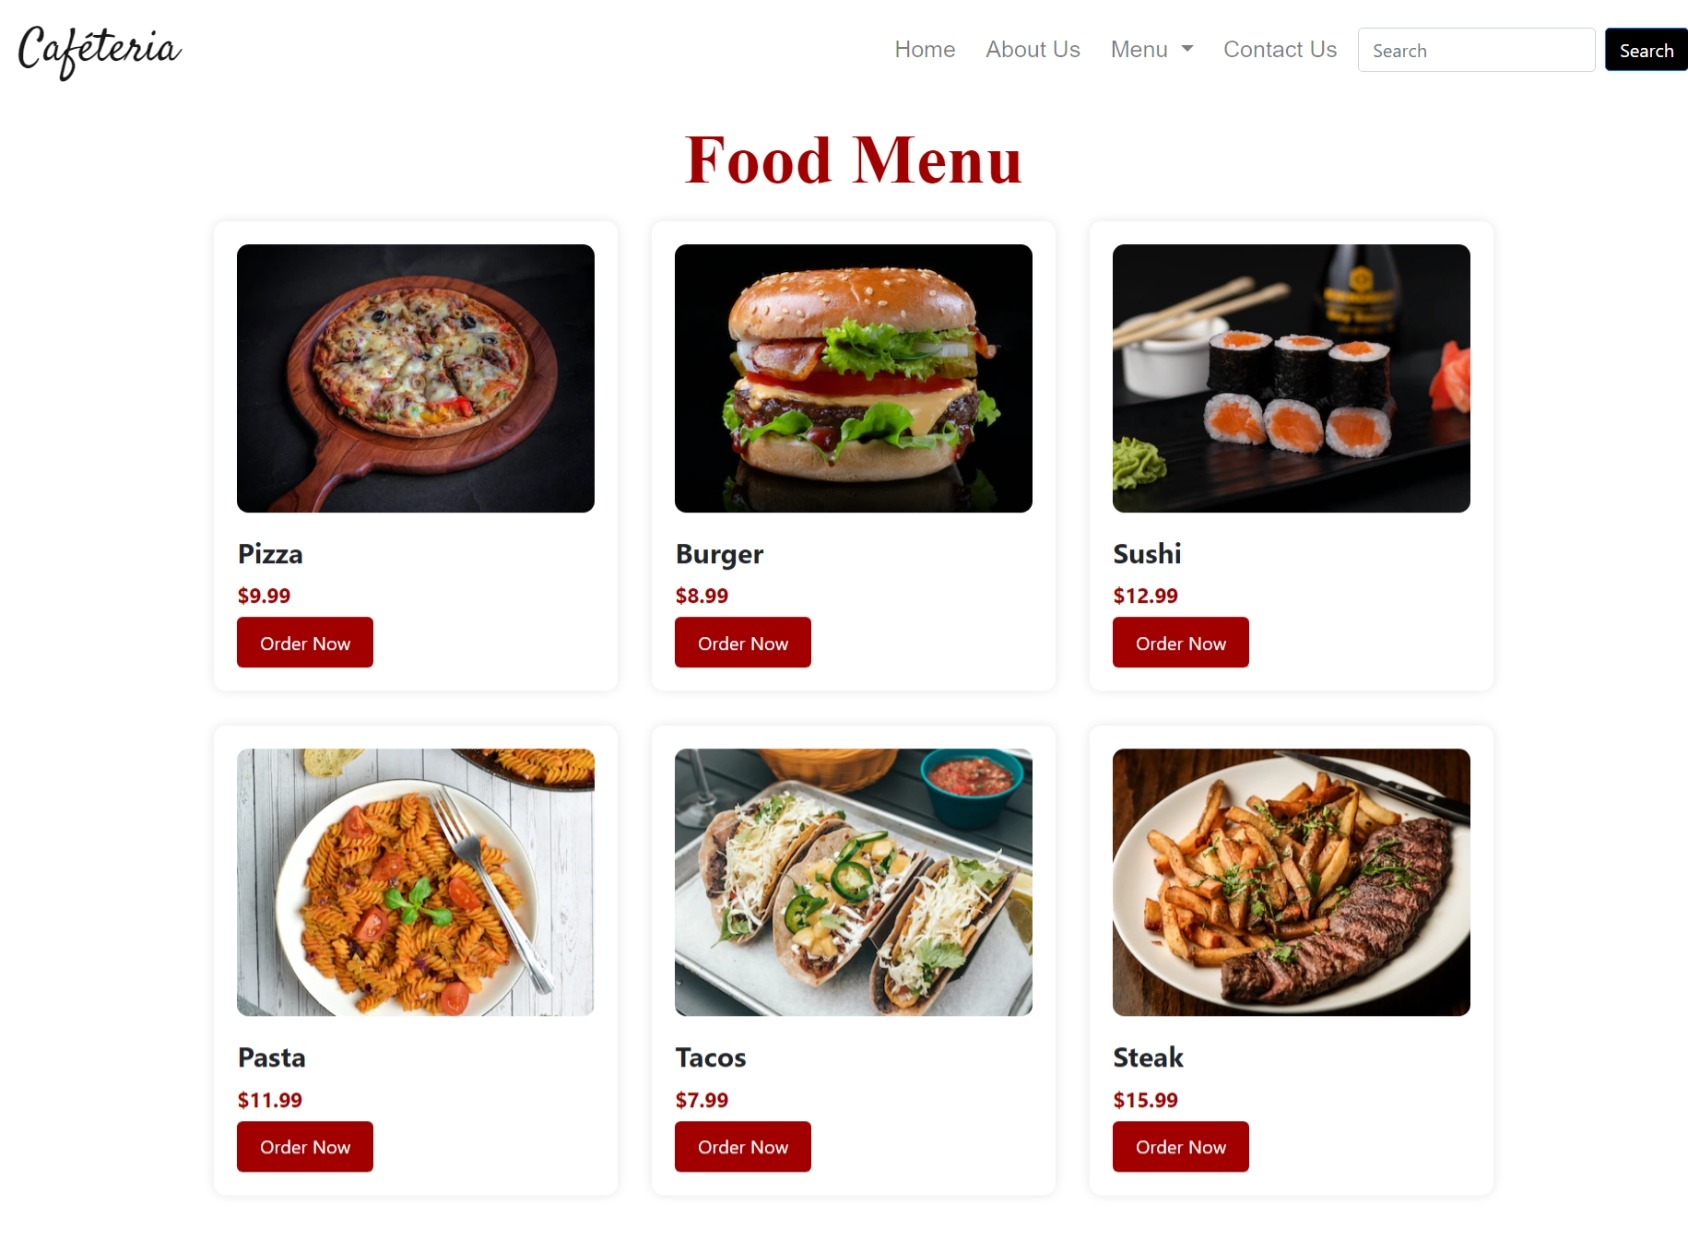 Caféteria
Home About Us Menu Contact Us Search Search
Food Menu
Pizza
$9.99
Order Now
Burger
$8.99
Order Now
Sushi
$12.99
Order Now
Pasta
$11.99
Order Now
Tacos
$7.99
Order Now
Steak
$15.99
Order Now